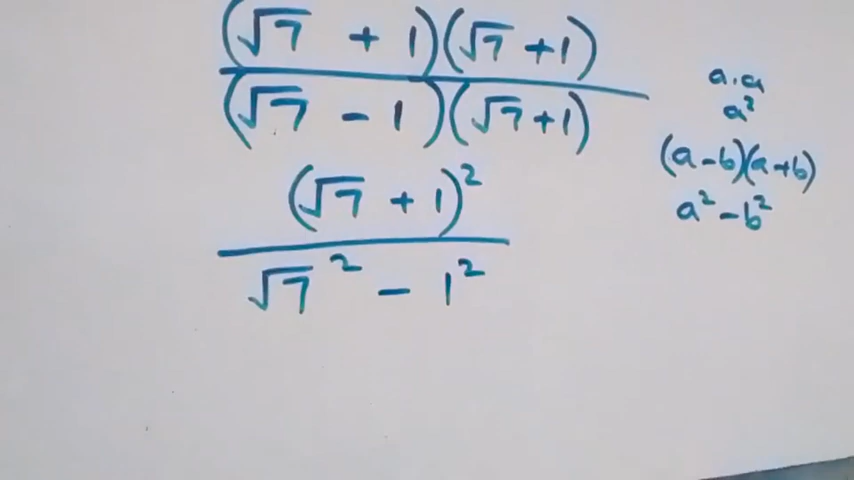 (√7 + 1)(√7 + 1)
(√7 - 1)(√7 + 1)
(√7 + 1)²
√7² - 1²
a.a
a²
(a-b)(a+b)
a² - b²